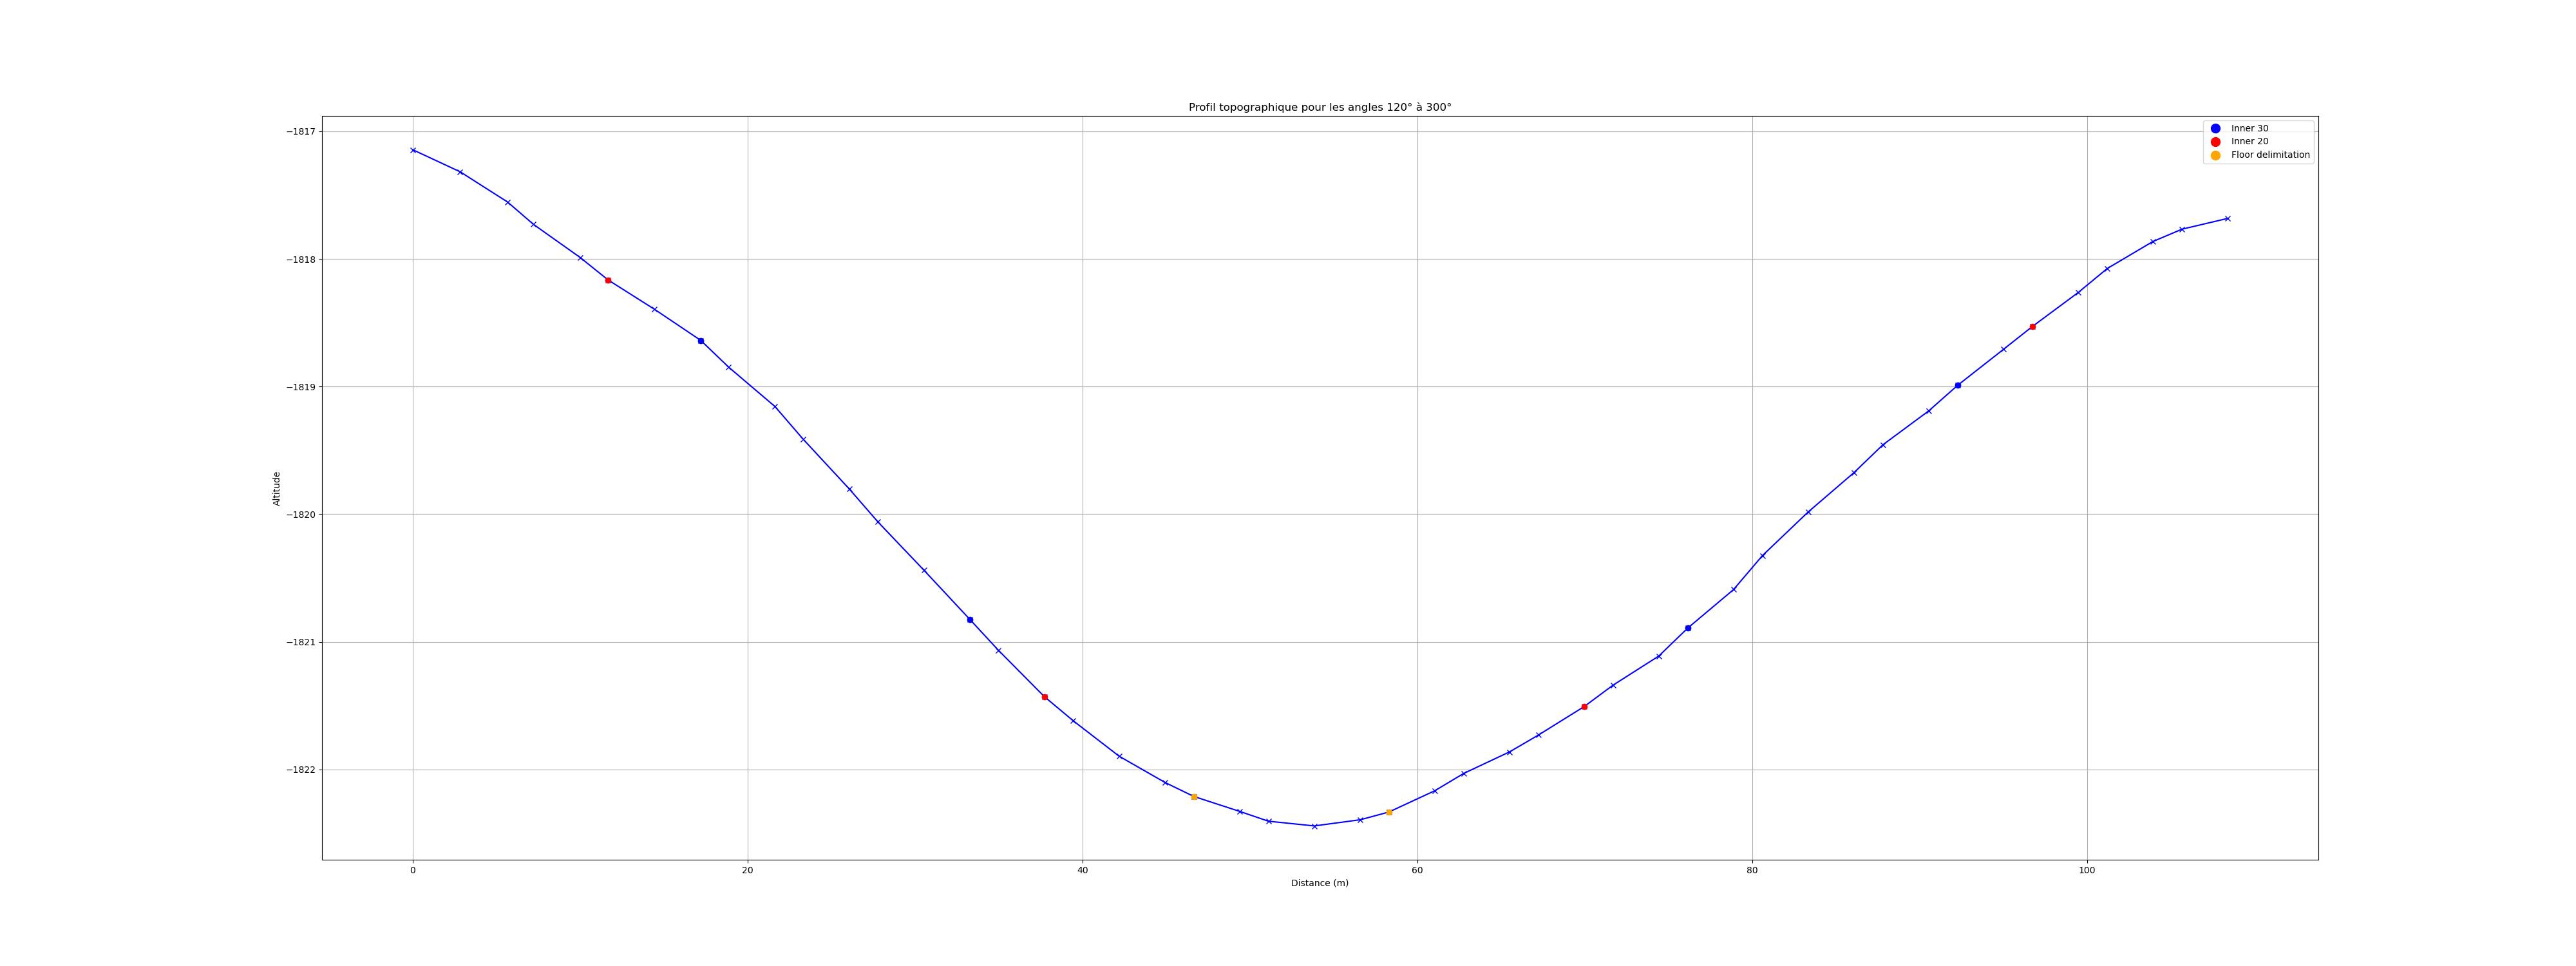 Profil topographique pour les angles 120° à 300°
Inner 30
Inner 20
Floor delimitation
Altitude
−1817
−1818
−1819
−1820
−1821
−1822
0 20 40 60 80 100
Distance (m)